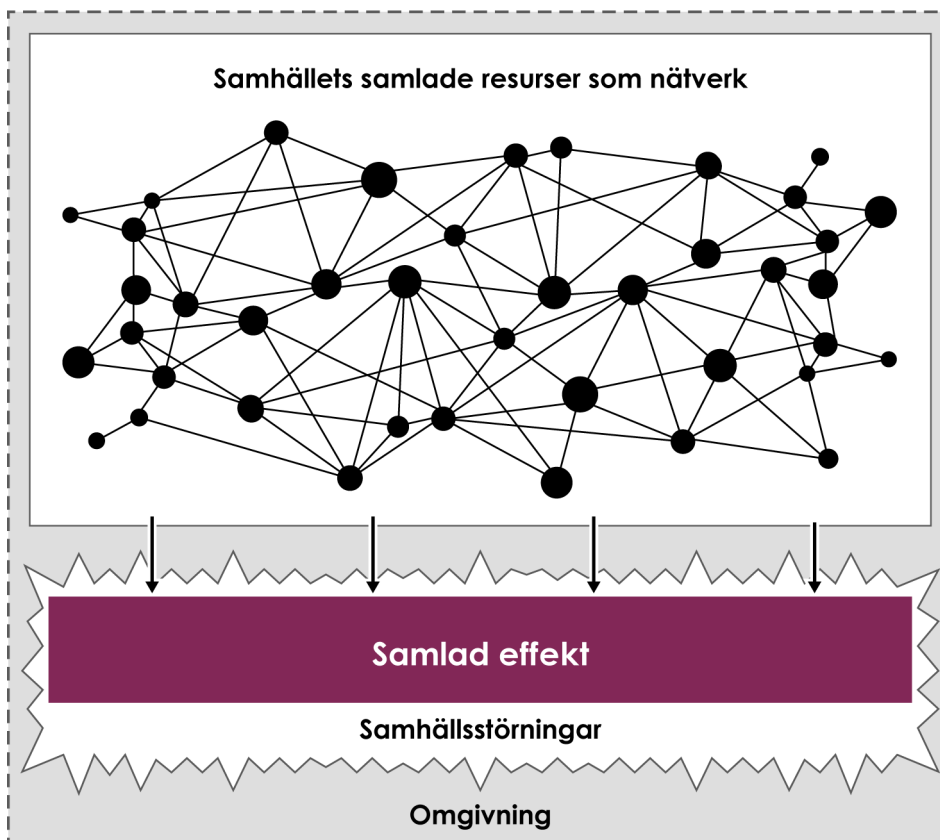 Samhällets samlade resurser som nätverk
Samlad effekt
Samhällsstörningar
Omgivning